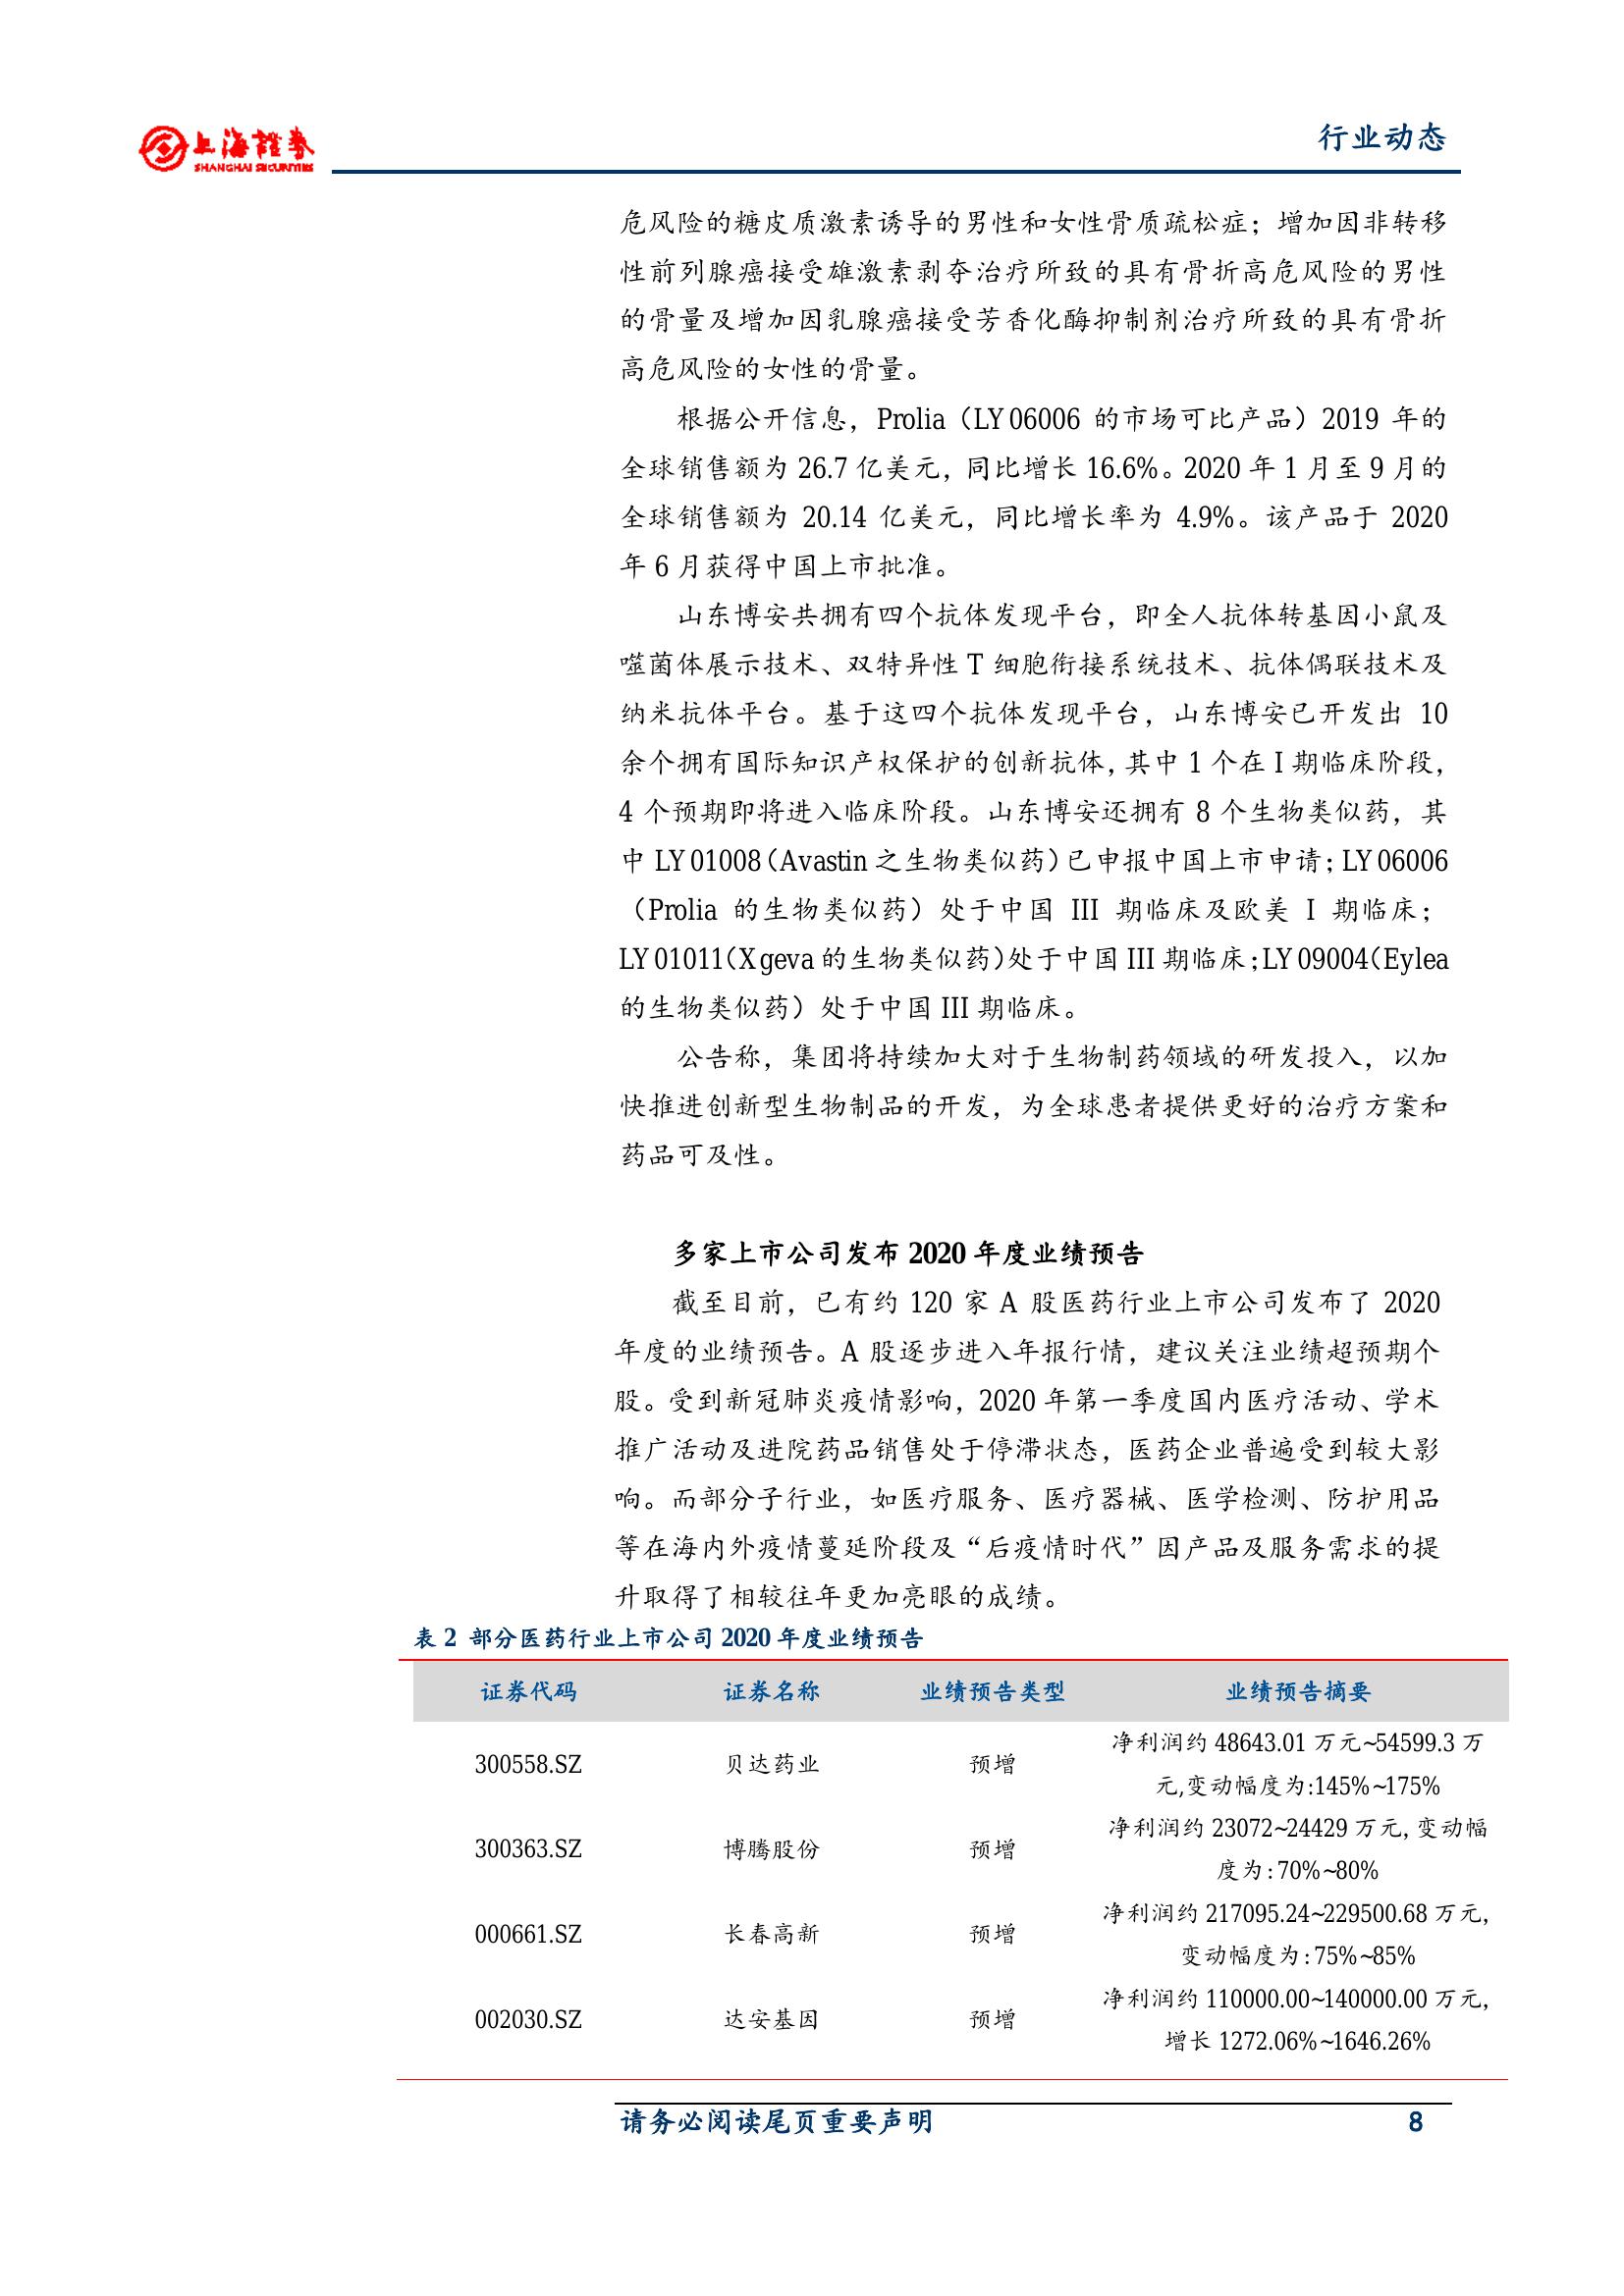 上海證券
SHANGHAI SECURITIES
行业动态
危风险的糖皮质激素诱导的男性和女性骨质疏松症；增加因非转移
性前列腺癌接受雄激素剥夺治疗所致的具有骨折高危风险的男性
的骨量及增加因乳腺癌接受芳香化酶抑制剂治疗所致的具有骨折
高危风险的女性的骨量。
根据公开信息，Prolia（LY06006 的市场可比产品）2019 年的
全球销售额为 26.7 亿美元，同比增长 16.6%。2020 年 1 月至 9 月的
全球销售额为 20.14 亿美元，同比增长率为 4.9%。该产品于 2020
年 6 月获得中国上市批准。
山东博安共拥有四个抗体发现平台，即全人抗体转基因小鼠及
噬菌体展示技术、双特异性 T 细胞衔接系统技术、抗体偶联技术及
纳米抗体平台。基于这四个抗体发现平台，山东博安已开发出 10
余个拥有国际知识产权保护的创新抗体，其中 1 个在 I 期临床阶段，
4 个预期即将进入临床阶段。山东博安还拥有 8 个生物类似药，其
中 LY01008（Avastin 之生物类似药）已申报中国上市申请；LY06006
（Prolia 的生物类似药）处于中国 III 期临床及欧美 I 期临床；
LY01011（Xgeva 的生物类似药）处于中国 III 期临床；LY09004（Eylea
的生物类似药）处于中国 III 期临床。
公告称，集团将持续加大对于生物制药领域的研发投入，以加
快推进创新型生物制品的开发，为全球患者提供更好的治疗方案和
药品可及性。
多家上市公司发布 2020 年度业绩预告
截至目前，已有约 120 家 A 股医药行业上市公司发布了 2020
年度的业绩预告。A 股逐步进入年报行情，建议关注业绩超预期个
股。受到新冠肺炎疫情影响，2020 年第一季度国内医疗活动、学术
推广活动及进院药品销售处于停滞状态，医药企业普遍受到较大影
响。而部分子行业，如医疗服务、医疗器械、医学检测、防护用品
等在海内外疫情蔓延阶段及“后疫情时代”因产品及服务需求的提
升取得了相较往年更加亮眼的成绩。
表 2 部分医药行业上市公司 2020 年度业绩预告
证券代码 证券名称 业绩预告类型 业绩预告摘要
300558.SZ 贝达药业 预增 净利润约 48643.01 万元~54599.3 万
元,变动幅度为:145%~175%
300363.SZ 博腾股份 预增 净利润约 23072~24429 万元, 变动幅
度为: 70%~80%
000661.SZ 长春高新 预增 净利润约 217095.24~229500.68 万元,
变动幅度为: 75%~85%
002030.SZ 达安基因 预增 净利润约 110000.00~140000.00 万元,
增长 1272.06%~1646.26%
请务必阅读尾页重要声明 8